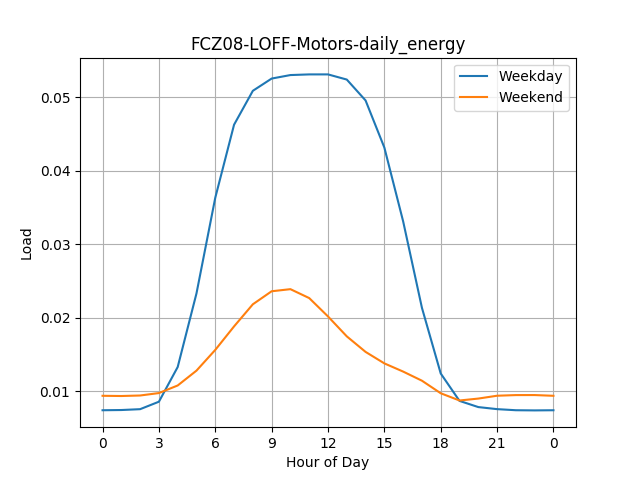 FCZ08-LOFF-Motors-daily_energy
Weekday
Weekend
0.05
0.04
0.03
0.02
0.01
Load
0 3 6 9 12 15 18 21 0
Hour of Day